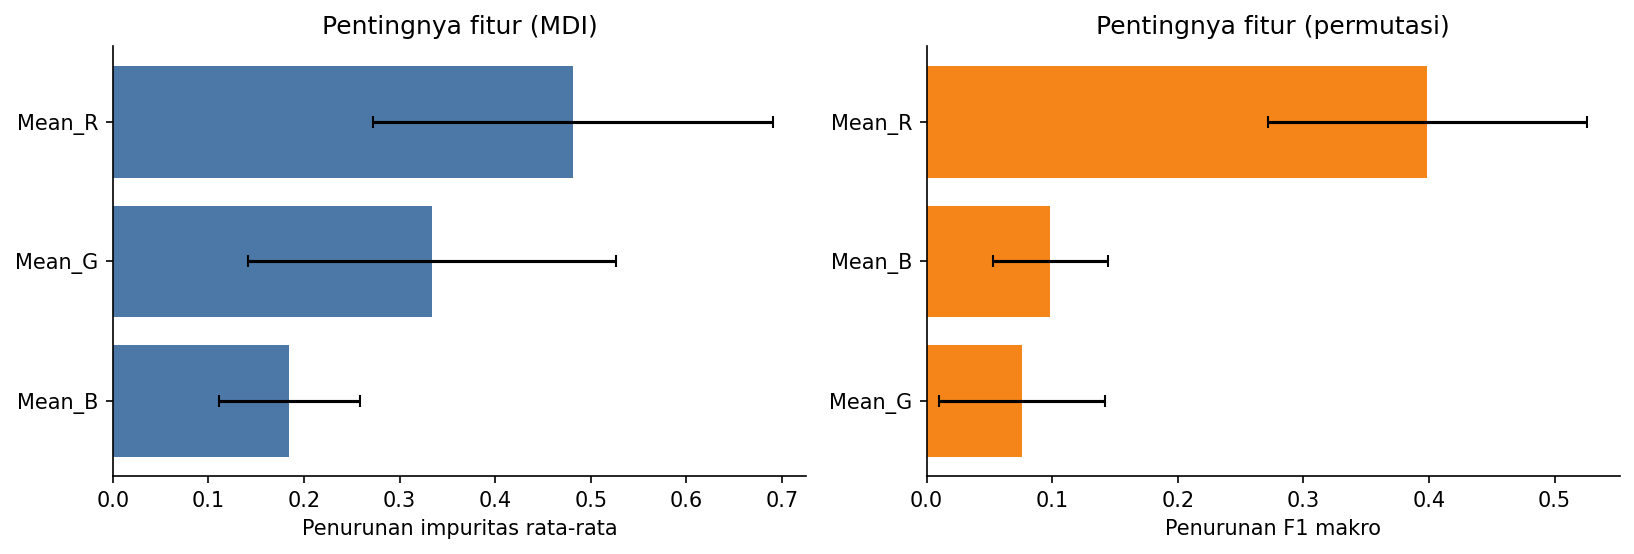 Pentingnya fitur (MDI)
Mean_R
Mean_G
Mean_B
0.0 0.1 0.2 0.3 0.4 0.5 0.6 0.7
Penurunan impuritas rata-rata
Pentingnya fitur (permutasi)
Mean_R
Mean_B
Mean_G
0.0 0.1 0.2 0.3 0.4 0.5
Penurunan F1 makro